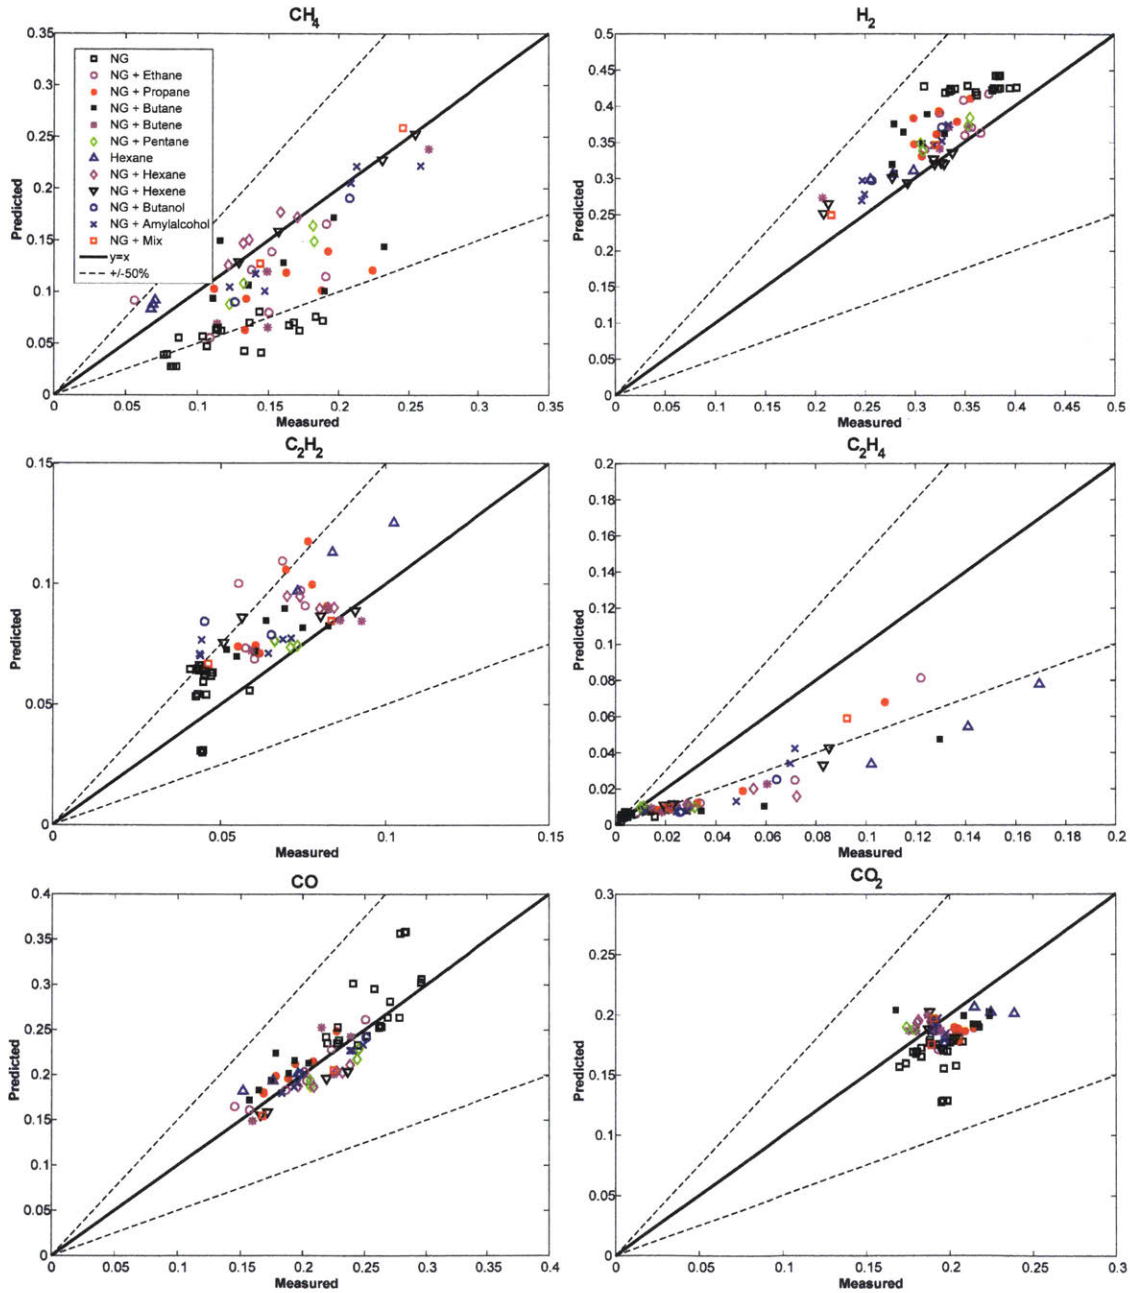 CH4
Predicted
0.35
0.3
0.25
0.2
0.15
0.1
0.05
0
NG
NG + Ethane
NG + Propane
NG + Butane
NG + Butene
NG + Pentane
Hexane
NG + Hexane
NG + Hexene
NG + Butanol
NG + Amylalcohol
NG + Mix
y=x
+/-50%
0 0.05 0.1 0.15 0.2 0.25 0.3 0.35
Measured
H2
Predicted
0.5
0.45
0.4
0.35
0.3
0.25
0.2
0.15
0.1
0.05
0
0 0.05 0.1 0.15 0.2 0.25 0.3 0.35 0.4 0.45 0.5
Measured
C2H2
Predicted
0.15
0.1
0.05
0
0 0.05 0.1 0.15
Measured
C2H4
Predicted
0.2
0.18
0.16
0.14
0.12
0.1
0.08
0.06
0.04
0.02
0
0 0.02 0.04 0.06 0.08 0.1 0.12 0.14 0.16 0.18 0.2
Measured
CO
Predicted
0.4
0.35
0.3
0.25
0.2
0.15
0.1
0.05
0
0 0.05 0.1 0.15 0.2 0.25 0.3 0.35 0.4
Measured
CO2
Predicted
0.3
0.25
0.2
0.15
0.1
0.05
0
0 0.05 0.1 0.15 0.2 0.25 0.3
Measured